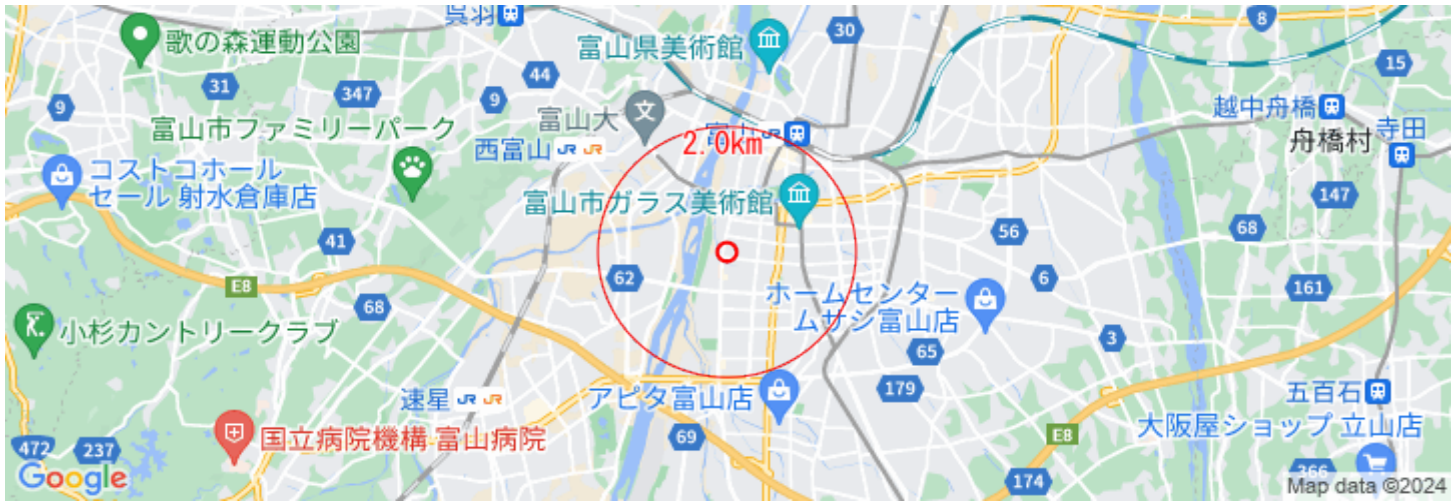 呉羽
歌の森運動公園
富山県美術館
30
8
44
15
31
347
9
9
富山大
越中舟橋
寺田
富山市ファミリーパーク
富山 JR
舟橋村
西富山 JR JR
2.0km
コストコホール
セール 射水倉庫店
富山市ガラス美術館
147
41
56
68
62
6
E8
ホームセンター
ムサシ富山店
161
68
小杉カントリークラブ
65
3
179
速星 JR JR
アピタ富山店
五百石
国立病院機構 富山病院
69
E8
大阪屋ショップ 立山店
472
237
366
174
Google
Map data ©2024